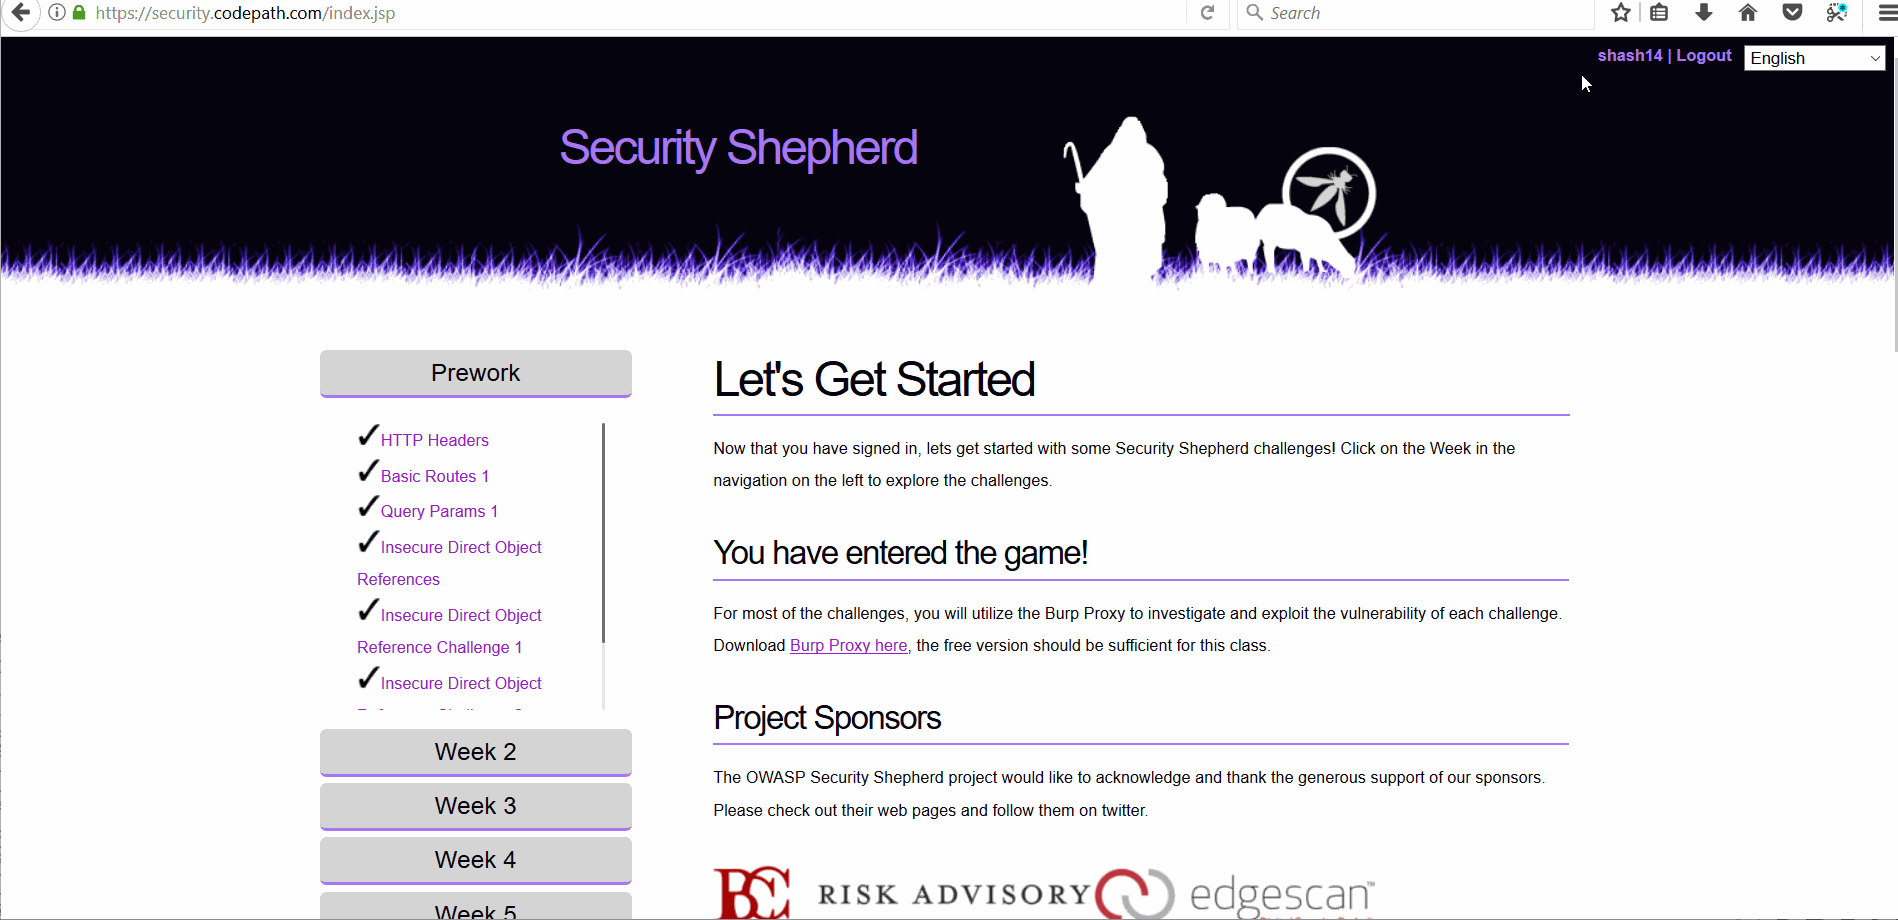 https://security.codepath.com/index.jsp
Search
shash14 | Logout
English
Security Shepherd
Prework
HTTP Headers
Basic Routes 1
Query Params 1
Insecure Direct Object
References
Insecure Direct Object
Reference Challenge 1
Insecure Direct Object
Week 2
Week 3
Week 4
Week 5
Let's Get Started
Now that you have signed in, lets get started with some Security Shepherd challenges! Click on the Week in the
navigation on the left to explore the challenges.
You have entered the game!
For most of the challenges, you will utilize the Burp Proxy to investigate and exploit the vulnerability of each challenge.
Download Burp Proxy here, the free version should be sufficient for this class.
Project Sponsors
The OWASP Security Shepherd project would like to acknowledge and thank the generous support of our sponsors.
Please check out their web pages and follow them on twitter.
BCC RISK ADVISORY edgescan™